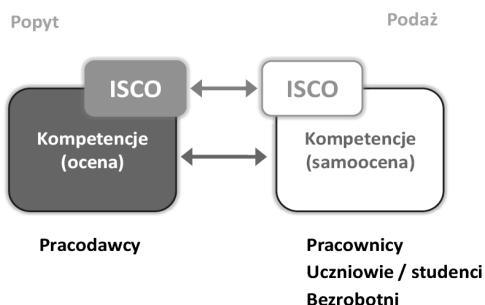 Popyt
Podaż
ISCO
ISCO
Kompetencje
(ocena)
Kompetencje
(samoocena)
Pracodawcy
Pracownicy
Uczniowie / studenci
Bezrobotni